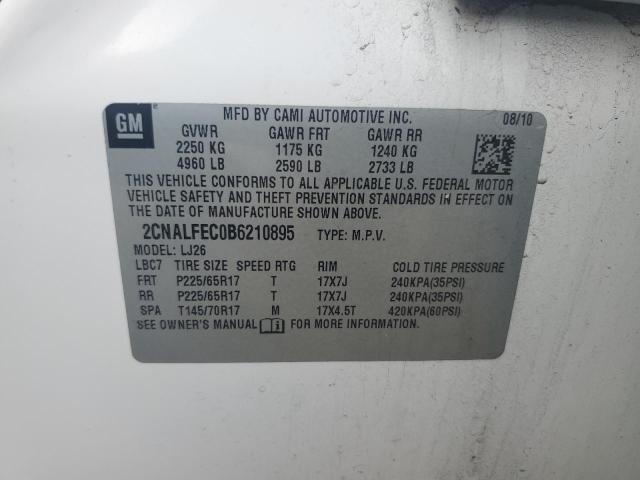 GM
MFD BY CAMI AUTOMOTIVE INC. 08/10
GVWR GAWR FRT GAWR RR
2250 KG 1175 KG 1240 KG
4960 LB 2590 LB 2733 LB
THIS VEHICLE CONFORMS TO ALL APPLICABLE U.S. FEDERAL MOTOR
VEHICLE SAFETY AND THEFT PREVENTION STANDARDS IN EFFECT ON
THE DATE OF MANUFACTURE SHOWN ABOVE.
2CNALFEC0B6210895 TYPE: M.P.V.
MODEL: LJ26
LBC7 TIRE SIZE SPEED RTG RIM COLD TIRE PRESSURE
FRT P225/65R17 T 17X7J 240KPA(35PSI)
RR P225/65R17 T 17X7J 240KPA(35PSI)
SPA T145/70R17 M 17X4.5T 420KPA(60PSI)
SEE OWNER'S MANUAL FOR MORE INFORMATION.